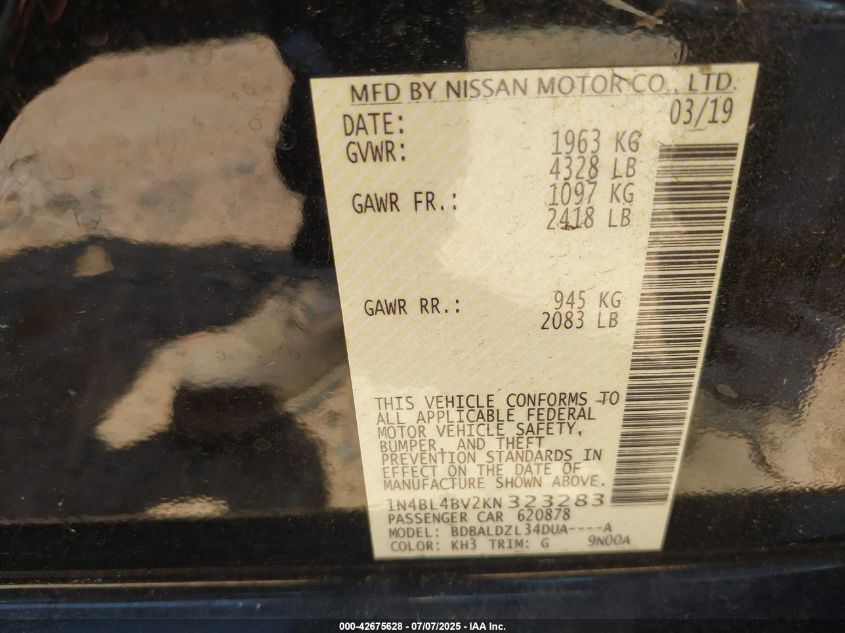 MFD BY NISSAN MOTOR CO., LTD.
DATE: 03/19
GVWR: 1963 KG
4328 LB
GAWR FR.: 1097 KG
2418 LB
GAWR RR.: 945 KG
2083 LB
THIS VEHICLE CONFORMS TO
ALL APPLICABLE FEDERAL
MOTOR VEHICLE SAFETY,
BUMPER, AND THEFT
PREVENTION STANDARDS IN
EFFECT ON THE DATE OF
MANUFACTURE SHOWN ABOVE.
1N4BL4BV2KN323283
PASSENGER CAR 620878
MODEL: BDBALDZL34DUA----A
COLOR: KH3 TRIM: G 9N00A
000-42675628 - 07/07/2025 - IAA Inc.